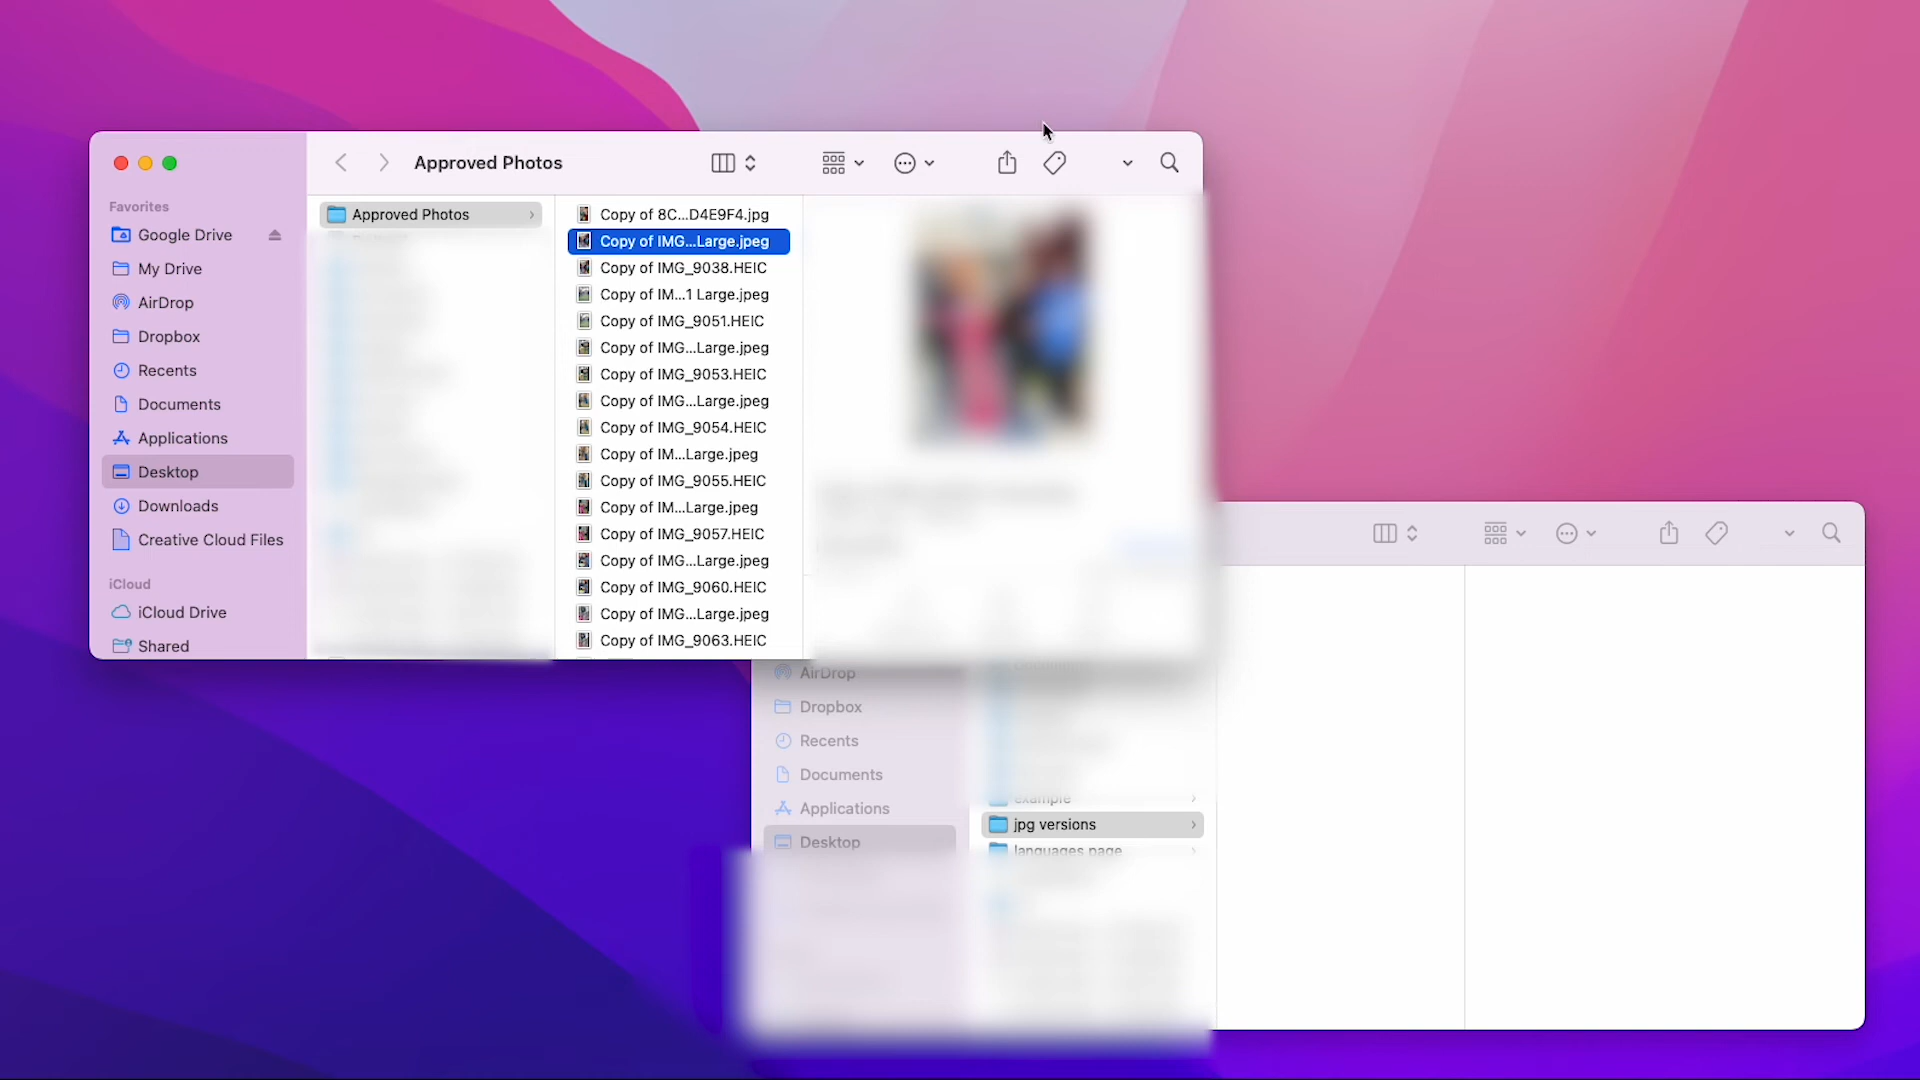 Approved Photos
Favorites
Google Drive
My Drive
AirDrop
Dropbox
Recents
Documents
Applications
Desktop
Downloads
Creative Cloud Files
iCloud
iCloud Drive
Shared
Approved Photos
Copy of 8C...D4E9F4.jpg
Copy of IMG...Large.jpeg
Copy of IMG_9038.HEIC
Copy of IM...1 Large.jpeg
Copy of IMG_9051.HEIC
Copy of IMG...Large.jpeg
Copy of IMG_9053.HEIC
Copy of IMG...Large.jpeg
Copy of IMG_9054.HEIC
Copy of IM...Large.jpeg
Copy of IMG_9055.HEIC
Copy of IM...Large.jpeg
Copy of IMG_9057.HEIC
Copy of IMG...Large.jpeg
Copy of IMG_9060.HEIC
Copy of IMG...Large.jpeg
Copy of IMG_9063.HEIC
AirDrop
Dropbox
Recents
Documents
Applications
Desktop
example
jpg versions
languages page